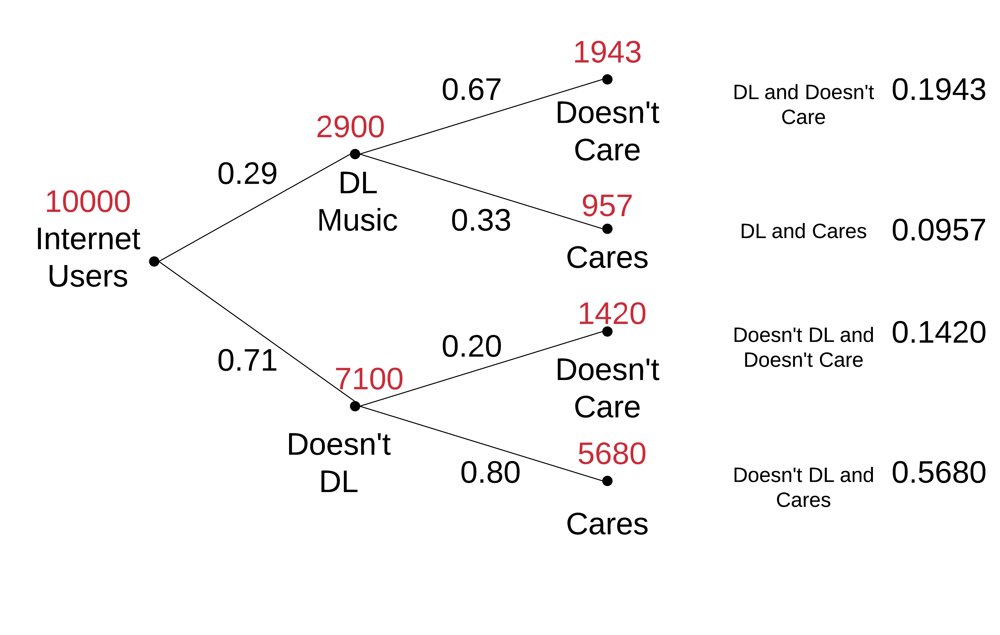 10000
Internet
Users
0.29
0.71
2900
DL
Music
7100
Doesn't
DL
0.67
0.33
0.20
0.80
1943
Doesn't
Care
957
Cares
1420
Doesn't
Care
5680
Cares
DL and Doesn't
Care
0.1943
DL and Cares
0.0957
Doesn't DL and
Doesn't Care
0.1420
Doesn't DL and
Cares
0.5680